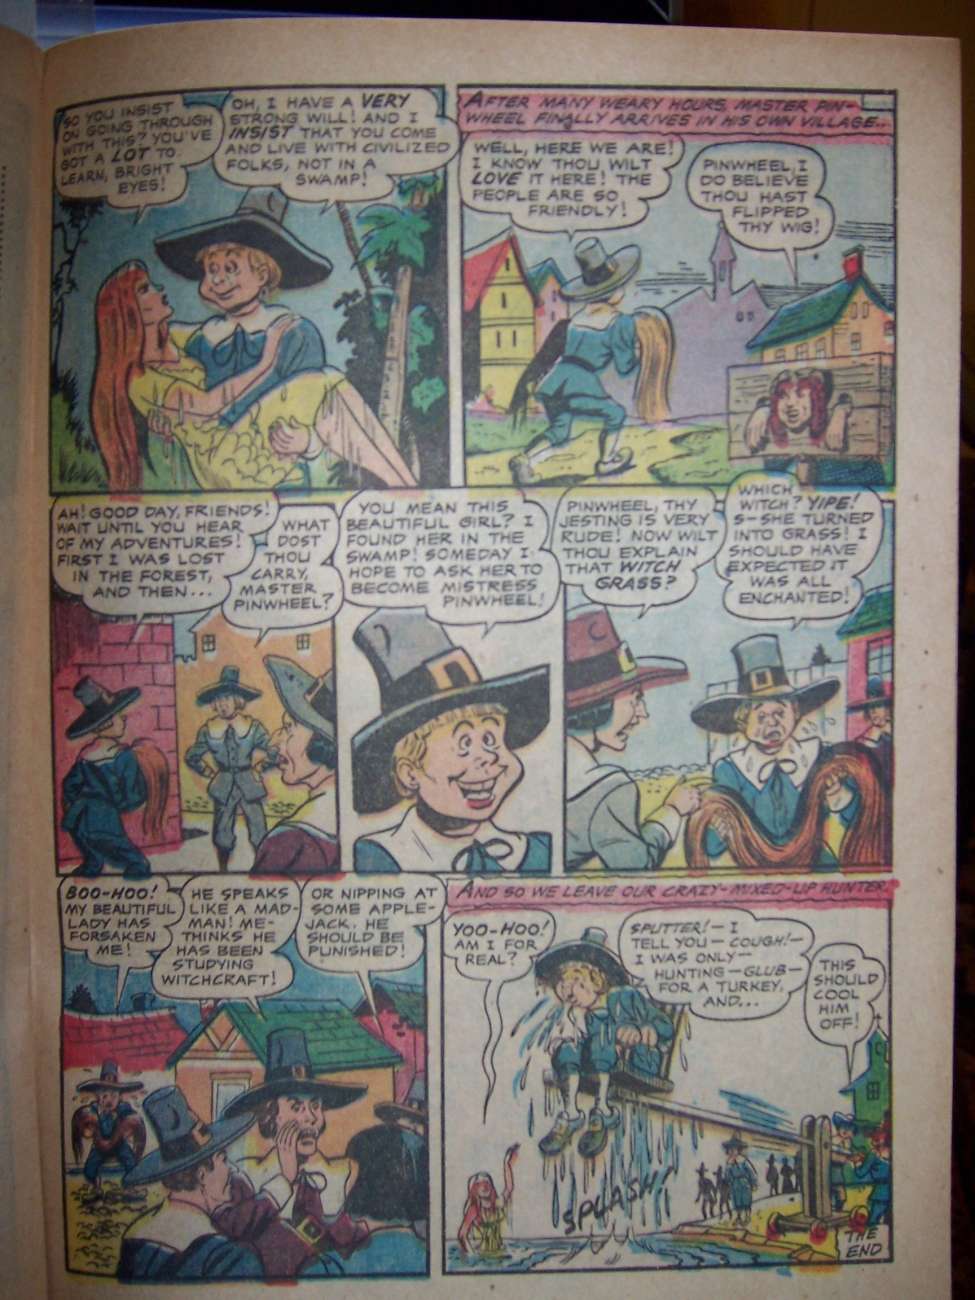 SO YOU INSIST
ON GOING THROUGH
WITH THIS? YOU'VE
GOT A LOT TO
LEARN, BRIGHT
EYES!
OH, I HAVE A VERY
STRONG WILL! AND I
INSIST THAT YOU COME
AND LIVE WITH CIVILIZED
FOLKS, NOT IN A
SWAMP!
AFTER MANY WEARY HOURS, MASTER PIN-
WHEEL FINALLY ARRIVES IN HIS OWN VILLAGE...
WELL, HERE WE ARE!
I KNOW THOU WILT
LOVE IT HERE! THE
PEOPLE ARE SO
FRIENDLY!
PINWHEEL, I
DO BELIEVE
THOU HAST
FLIPPED
THY WIG!
AH! GOOD DAY, FRIENDS!
WAIT UNTIL YOU HEAR
OF MY ADVENTURES!
FIRST I WAS LOST
IN THE FOREST,
AND THEN...
WHAT
DOST
THOU
CARRY,
MASTER
PINWHEEL?
YOU MEAN THIS
BEAUTIFUL GIRL? I
FOUND HER IN THE
SWAMP! SOMEDAY I
HOPE TO ASK HER TO
BECOME MISTRESS
PINWHEEL!
PINWHEEL, THY
JESTING IS VERY
RUDE! NOW WILT
THOU EXPLAIN
THAT WITCH
GRASS?
WHICH
WITCH? YIPE!
S-SHE TURNED
INTO GRASS! I
SHOULD HAVE
EXPECTED IT
WAS ALL
ENCHANTED!
BOO-HOO!
MY BEAUTIFUL
LADY HAS
FORSAKEN
ME!
HE SPEAKS
LIKE A MAD-
MAN! ME-
THINKS HE
HAS BEEN
STUDYING
WITCHCRAFT!
OR NIPPING AT
SOME APPLE-
JACK. HE
SHOULD BE
PUNISHED!
AND SO WE LEAVE OUR CRAZY-MIXED-UP HUNTER.
YOO-HOO!
AM I FOR
REAL?
SPUTTER!-I
TELL YOU-COUGH!-
I WAS ONLY-
HUNTING-GLUB-
FOR A TURKEY,
AND...
THIS
SHOULD
COOL
HIM
OFF!
SPLASH!
THE
END